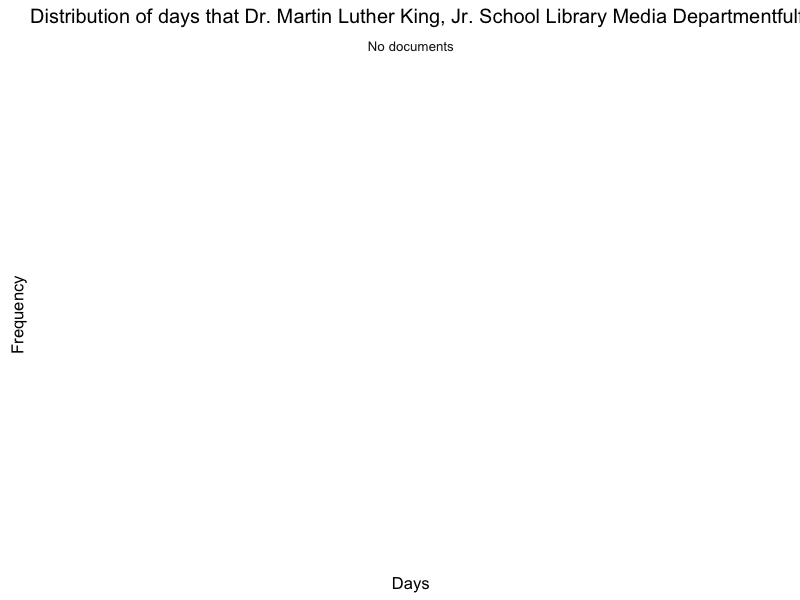 Distribution of days that Dr. Martin Luther King, Jr. School Library Media Departmentfulf
No documents
Frequency
Days